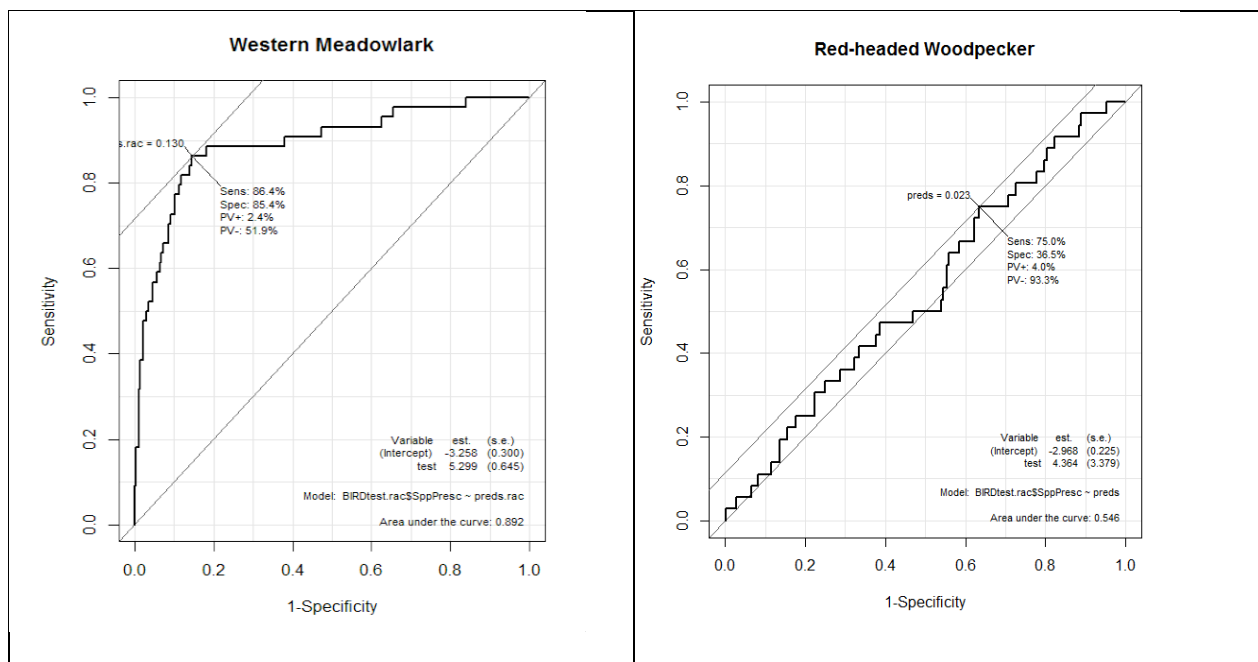 Western Meadowlark
1.0
0.8
0.6
0.4
0.2
0.0
Sensitivity
s.rac = 0.130
Sens: 86.4%
Spec: 85.4%
PV+: 2.4%
PV-: 51.9%
Variable est. (s.e.)
(Intercept) -3.258 (0.300)
test 5.299 (0.645)
Model: BIRDtest.rac$SppPresc ~ preds.rac
Area under the curve: 0.892
0.0 0.2 0.4 0.6 0.8 1.0
1-Specificity
Red-headed Woodpecker
1.0
0.8
0.6
0.4
0.2
0.0
Sensitivity
preds = 0.023
Sens: 75.0%
Spec: 36.5%
PV+: 4.0%
PV-: 93.3%
Variable est. (s.e.)
(Intercept) -2.968 (0.225)
test 4.364 (3.379)
Model: BIRDtest.rac$SppPresc ~ preds
Area under the curve: 0.546
0.0 0.2 0.4 0.6 0.8 1.0
1-Specificity